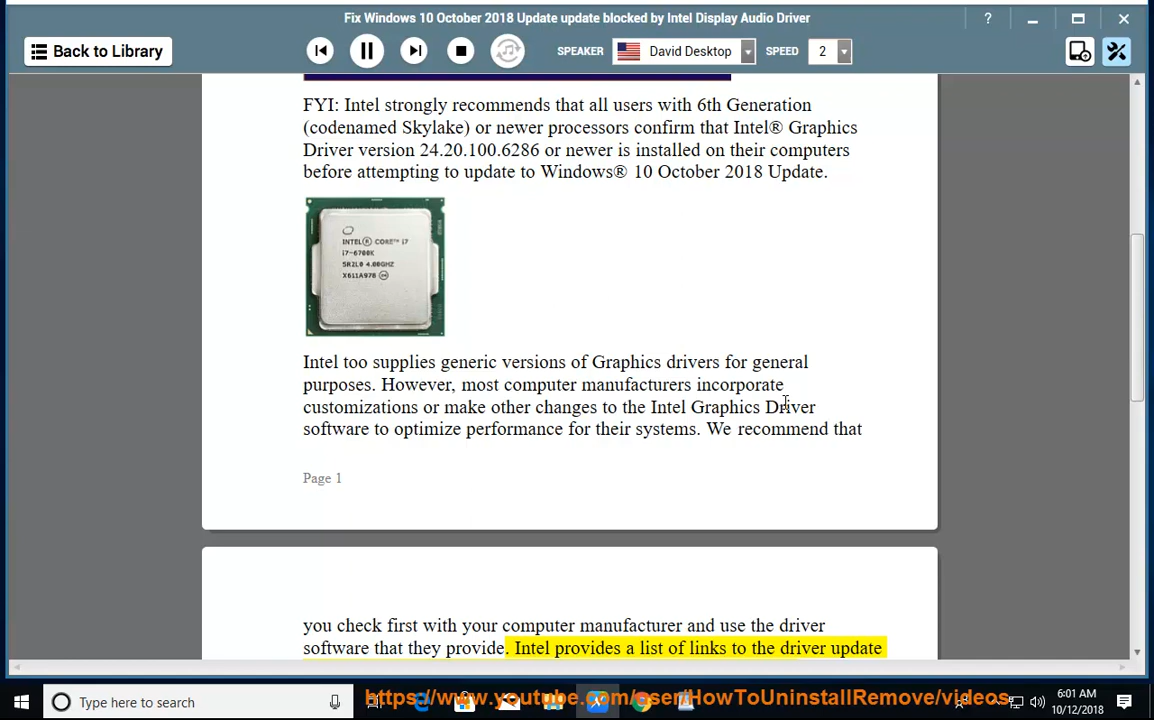 Fix Windows 10 October 2018 Update update blocked by Intel Display Audio Driver
?
Back to Library
SPEAKER
David Desktop
SPEED
2
FYI: Intel strongly recommends that all users with 6th Generation
(codenamed Skylake) or newer processors confirm that Intel® Graphics
Driver version 24.20.100.6286 or newer is installed on their computers
before attempting to update to Windows® 10 October 2018 Update.
INTEL® CORE™ i7
i7-6700K
SR2L0 4.00GHZ
X611A978
Intel too supplies generic versions of Graphics drivers for general
purposes. However, most computer manufacturers incorporate
customizations or make other changes to the Intel Graphics Driver
software to optimize performance for their systems. We recommend that
Page 1
you check first with your computer manufacturer and use the driver
software that they provide. Intel provides a list of links to the driver update
Type here to search
https://www.youtube.com/user/HowToUninstallRemove/videos
6:01 AM
10/12/2018